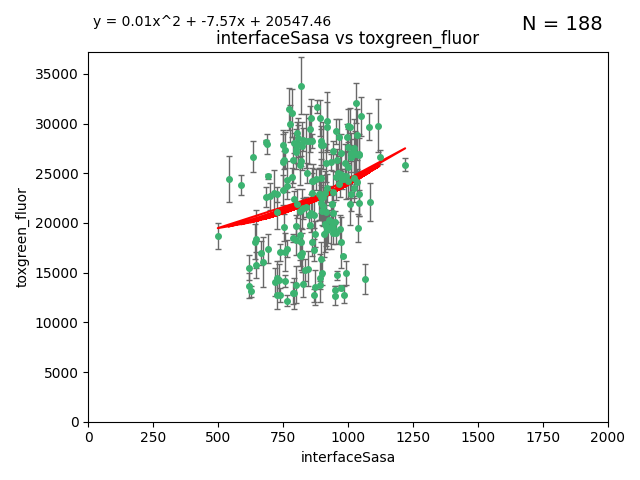 y = 0.01x^2 + -7.57x + 20547.46
N = 188
interfaceSasa vs toxgreen_fluor
toxgreen_fluor
35000
30000
25000
20000
15000
10000
5000
0
0 250 500 750 1000 1250 1500 1750 2000
interfaceSasa